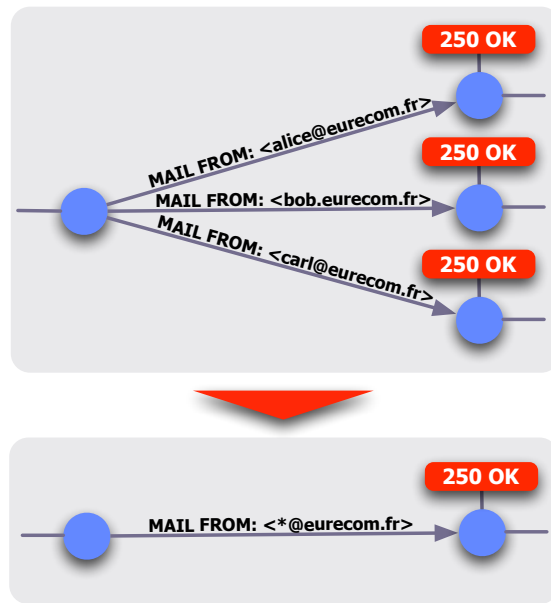 250 OK
MAIL FROM: <alice@eurecom.fr>
250 OK
MAIL FROM: <bob.eurecom.fr>
MAIL FROM: <carl@eurecom.fr>
250 OK
250 OK
MAIL FROM: <*@eurecom.fr>